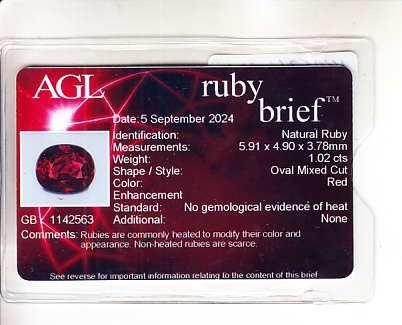 AGL ruby
brief™
Date: 5 September 2024
Identification: Natural Ruby
Measurements: 5.91 x 4.90 x 3.78mm
Weight: 1.02 cts
Shape / Style: Oval Mixed Cut
Color: Red
Enhancement
Standard: No gemological evidence of heat
GB 1142563 Additional: None
Comments: Rubies are commonly heated to modify their color and
appearance. Non-heated rubies are scarce.
See reverse for important information relating to the content of this brief